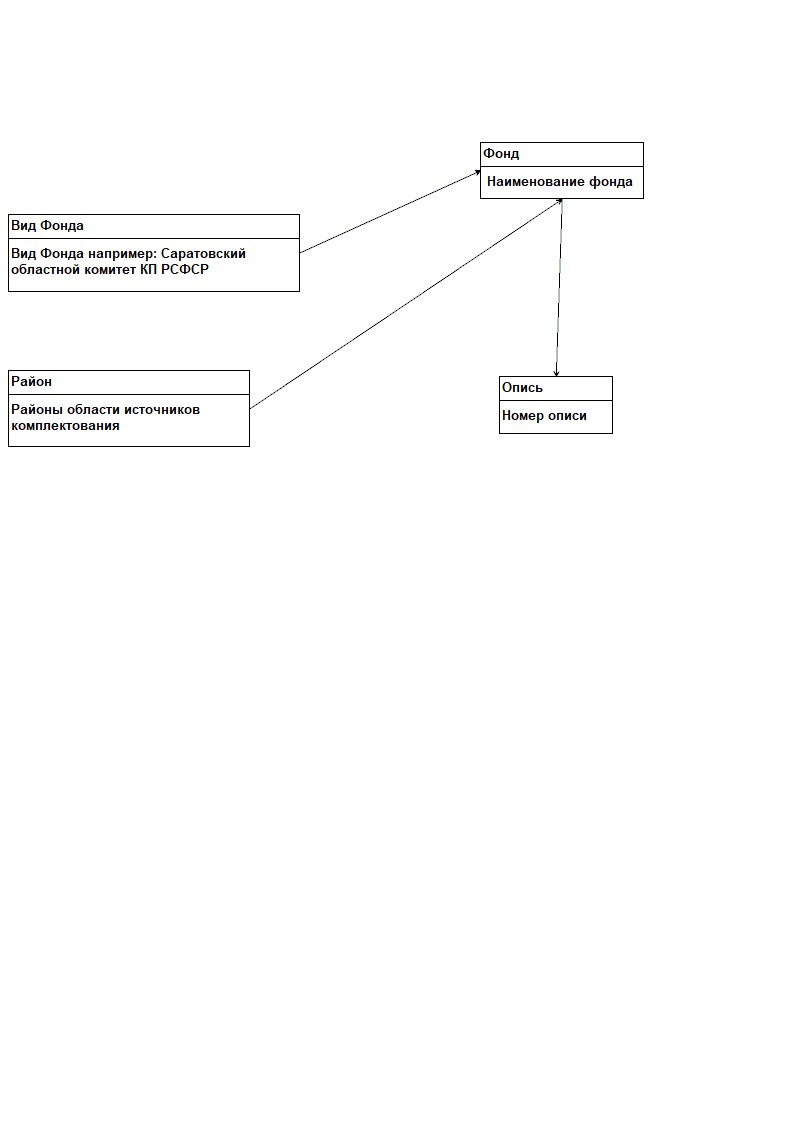 Фонд
Наименование фонда
Вид Фонда
Вид Фонда например: Саратовский
областной комитет КП РСФСР
Район
Районы области источников
комплектования
Опись
Номер описи